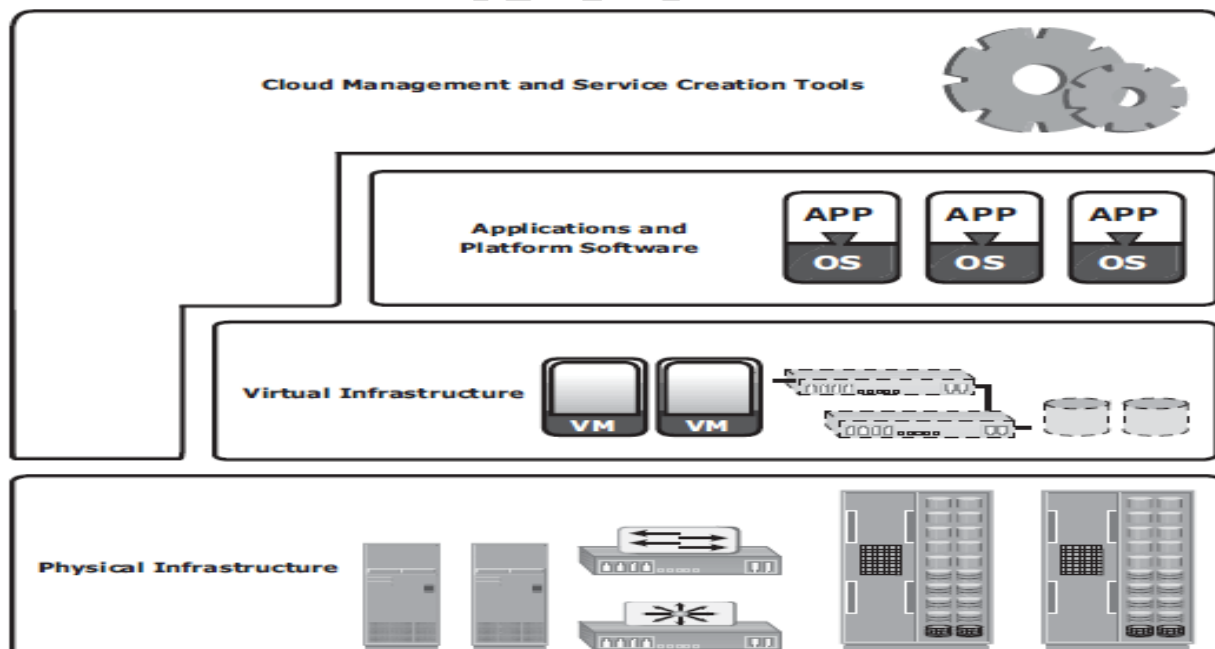 Cloud Management and Service Creation Tools
Applications and
Platform Software
APP
OS
APP
OS
APP
OS
Virtual Infrastructure
VM
VM
Physical Infrastructure